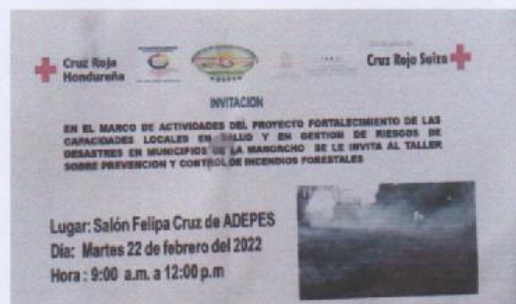 Cruz Roja
Hondureña
Cruz Roja Suiza
INVITACION
EN EL MARCO DE ACTIVIDADES DEL PROYECTO FORTALECIMIENTO DE LAS
CAPACIDADES LOCALES EN SALUD Y EN GESTION DE RIESGOS DE
DESASTRES EN MUNICIPIOS DE LA MANORCHO SE LE INVITA AL TALLER
SOBRE PREVENCION Y CONTROL DE INCENDIOS FORESTALES
Lugar: Salón Felipa Cruz de ADEPES
Dia: Martes 22 de febrero del 2022
Hora : 9:00 a.m. a 12:00 p.m